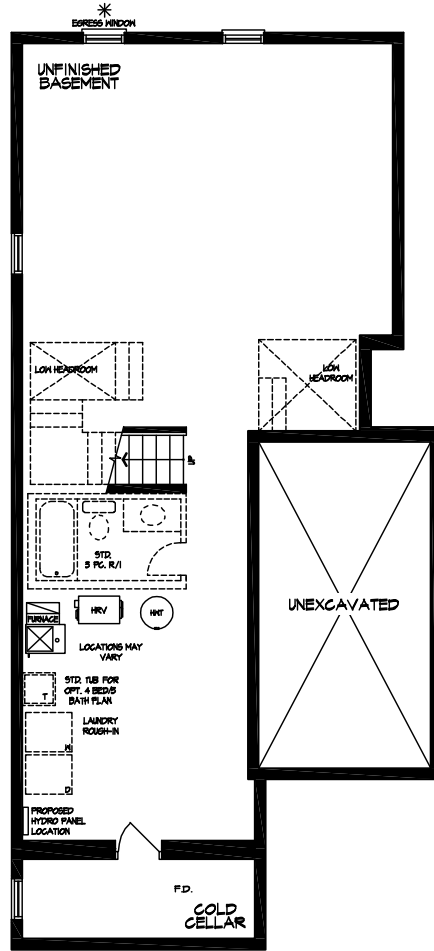 EGRESS WINDOW
UNFINISHED
BASEMENT
LOW HEADROOM
LOW
HEADROOM
UP
STD.
3 PC. R/I
UNEXCAVATED
FURNACE
HRV
HWT
LOCATIONS MAY
VARY
STD. TUB FOR
OPT. 4 BED/5
BATH PLAN
T
LAUNDRY
ROUGH-IN
W
D
PROPOSED
HYDRO PANEL
LOCATION
F.D.
COLD
CELLAR